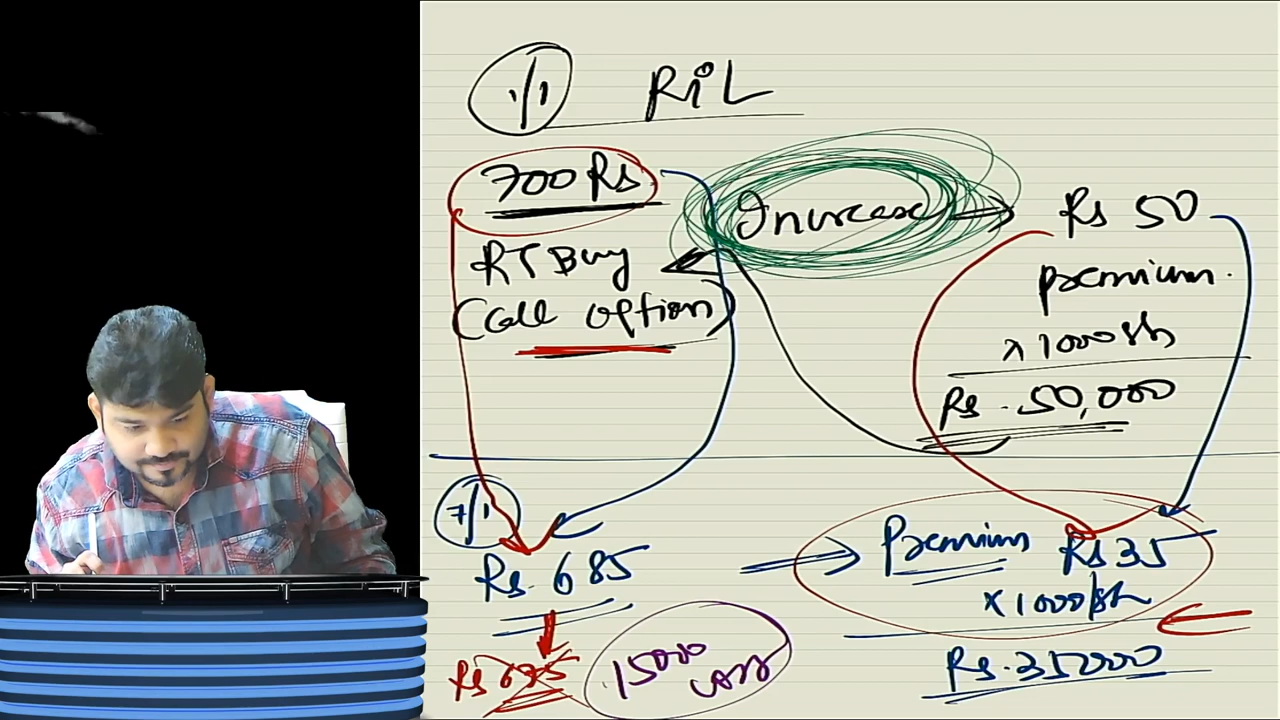 1/1 RiL
700 Rs Increase → Rs 50
RT Buy premium.
(Call option) x 1000 sh
Rs. 50,000
7/1
Rs. 685 Premium Rs 35
x 1000/sh
Rs 15000 Loss Rs. 35000